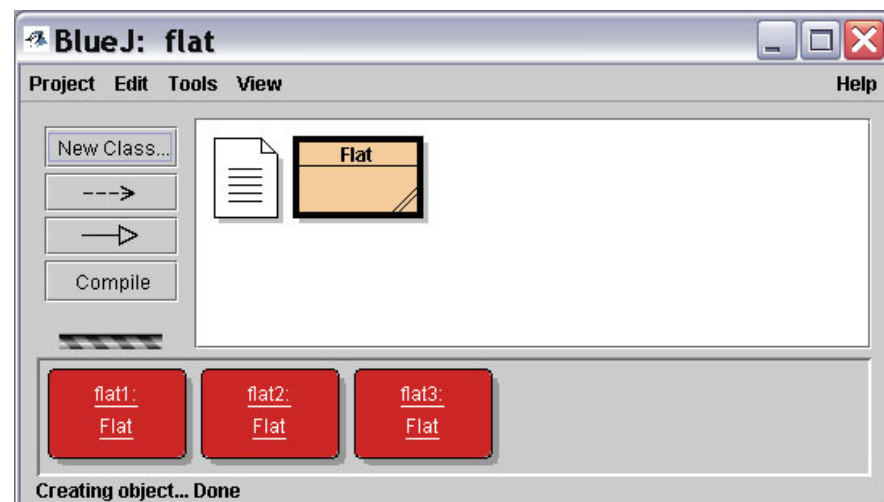 BlueJ: flat
Project Edit Tools View Help
New Class...
Flat
--->
Compile
flat1:
Flat
flat2:
Flat
flat3:
Flat
Creating object... Done